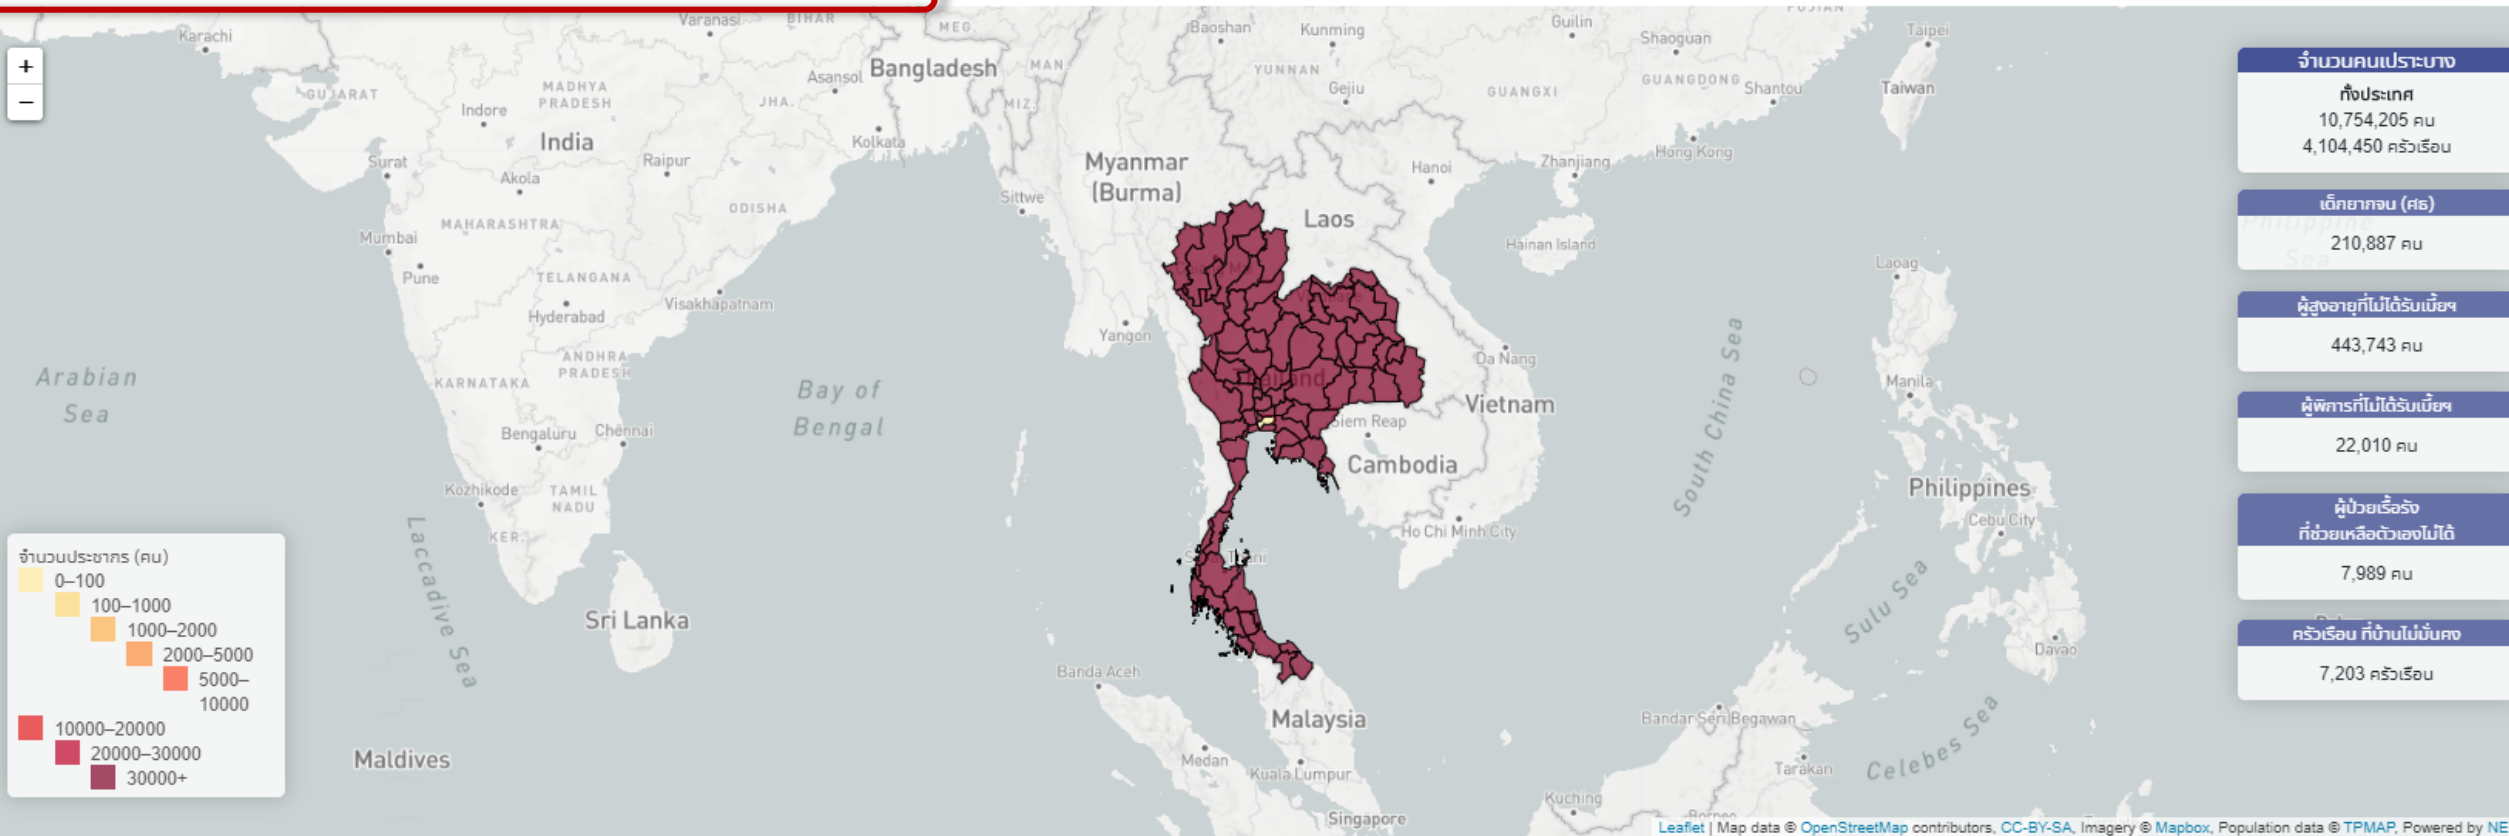 Karachi
Varanasi
BIHAR
MEG.
Baoshan
Kunming
Guilin
Shaoguan
FUJIAN
Taipei
+
−
GUJARAT
Indore
MADHYA
PRADESH
JHA.
Asansol
Bangladesh
MAN.
MIZ.
YUNNAN
Gejiu
GUANGXI
GUANGDONG
Shantou
Taiwan
India
Kolkata
Surat
Akola
Raipur
Myanmar
(Burma)
Hanoi
Zhanjiang
Hong Kong
Sittwe
ODISHA
MAHARASHTRA
Mumbai
Laos
Hainan Island
Philippine
Sea
Pune
TELANGANA
Hyderabad
Visakhapatnam
Laoag
Yangon
ANDHRA
PRADESH
KARNATAKA
Arabian
Sea
Bay of
Bengal
Thailand
Da Nang
South China Sea
Manila
Vietnam
Bengaluru
Chennai
Siem Reap
Cambodia
Kozhikode
TAMIL
NADU
KER.
Philippines
Cebu City
Ho Chi Minh City
Laccadive Sea
Sri Lanka
Sulu Sea
Davao
Banda Aceh
Malaysia
Bandar Seri Begawan
Maldives
Medan
Kuala Lumpur
Tarakan
Celebes Sea
Kuching
Borneo
Singapore
จำนวนประชากร (คน)
0–100
100–1000
1000–2000
2000–5000
5000–
10000
10000–20000
20000–30000
30000+
จำนวนคนเปราะบาง
ทั้งประเทศ
10,754,205 คน
4,104,450 ครัวเรือน
เด็กยากจน (ศธ)
210,887 คน
ผู้สูงอายุที่ไม่ได้รับเบี้ยฯ
443,743 คน
ผู้พิการที่ไม่ได้รับเบี้ยฯ
22,010 คน
ผู้ป่วยเรื้อรัง
ที่ช่วยเหลือตัวเองไม่ได้
7,989 คน
ครัวเรือน ที่บ้านไม่มั่นคง
7,203 ครัวเรือน
Leaflet | Map data © OpenStreetMap contributors, CC-BY-SA, Imagery © Mapbox, Population data © TPMAP, Powered by NE